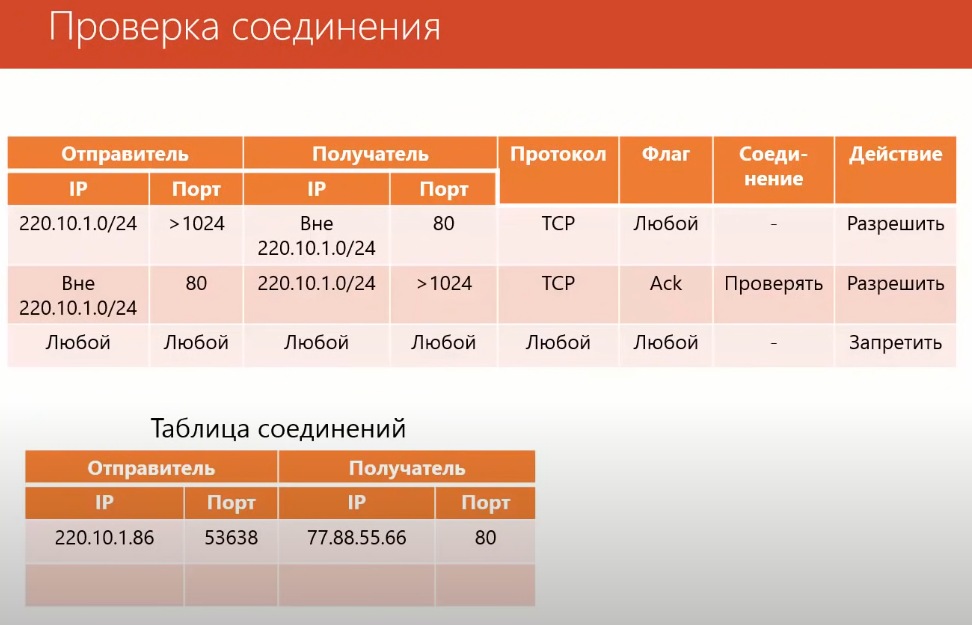 Проверка соединения
Отправитель Получатель Протокол Флаг Соеди-
нение Действие
IP Порт IP Порт
220.10.1.0/24 >1024 Вне
220.10.1.0/24 80 TCP Любой - Разрешить
Вне
220.10.1.0/24 80 220.10.1.0/24 >1024 TCP Ack Проверять Разрешить
Любой Любой Любой Любой Любой Любой - Запретить
Таблица соединений
Отправитель Получатель
IP Порт IP Порт
220.10.1.86 53638 77.88.55.66 80